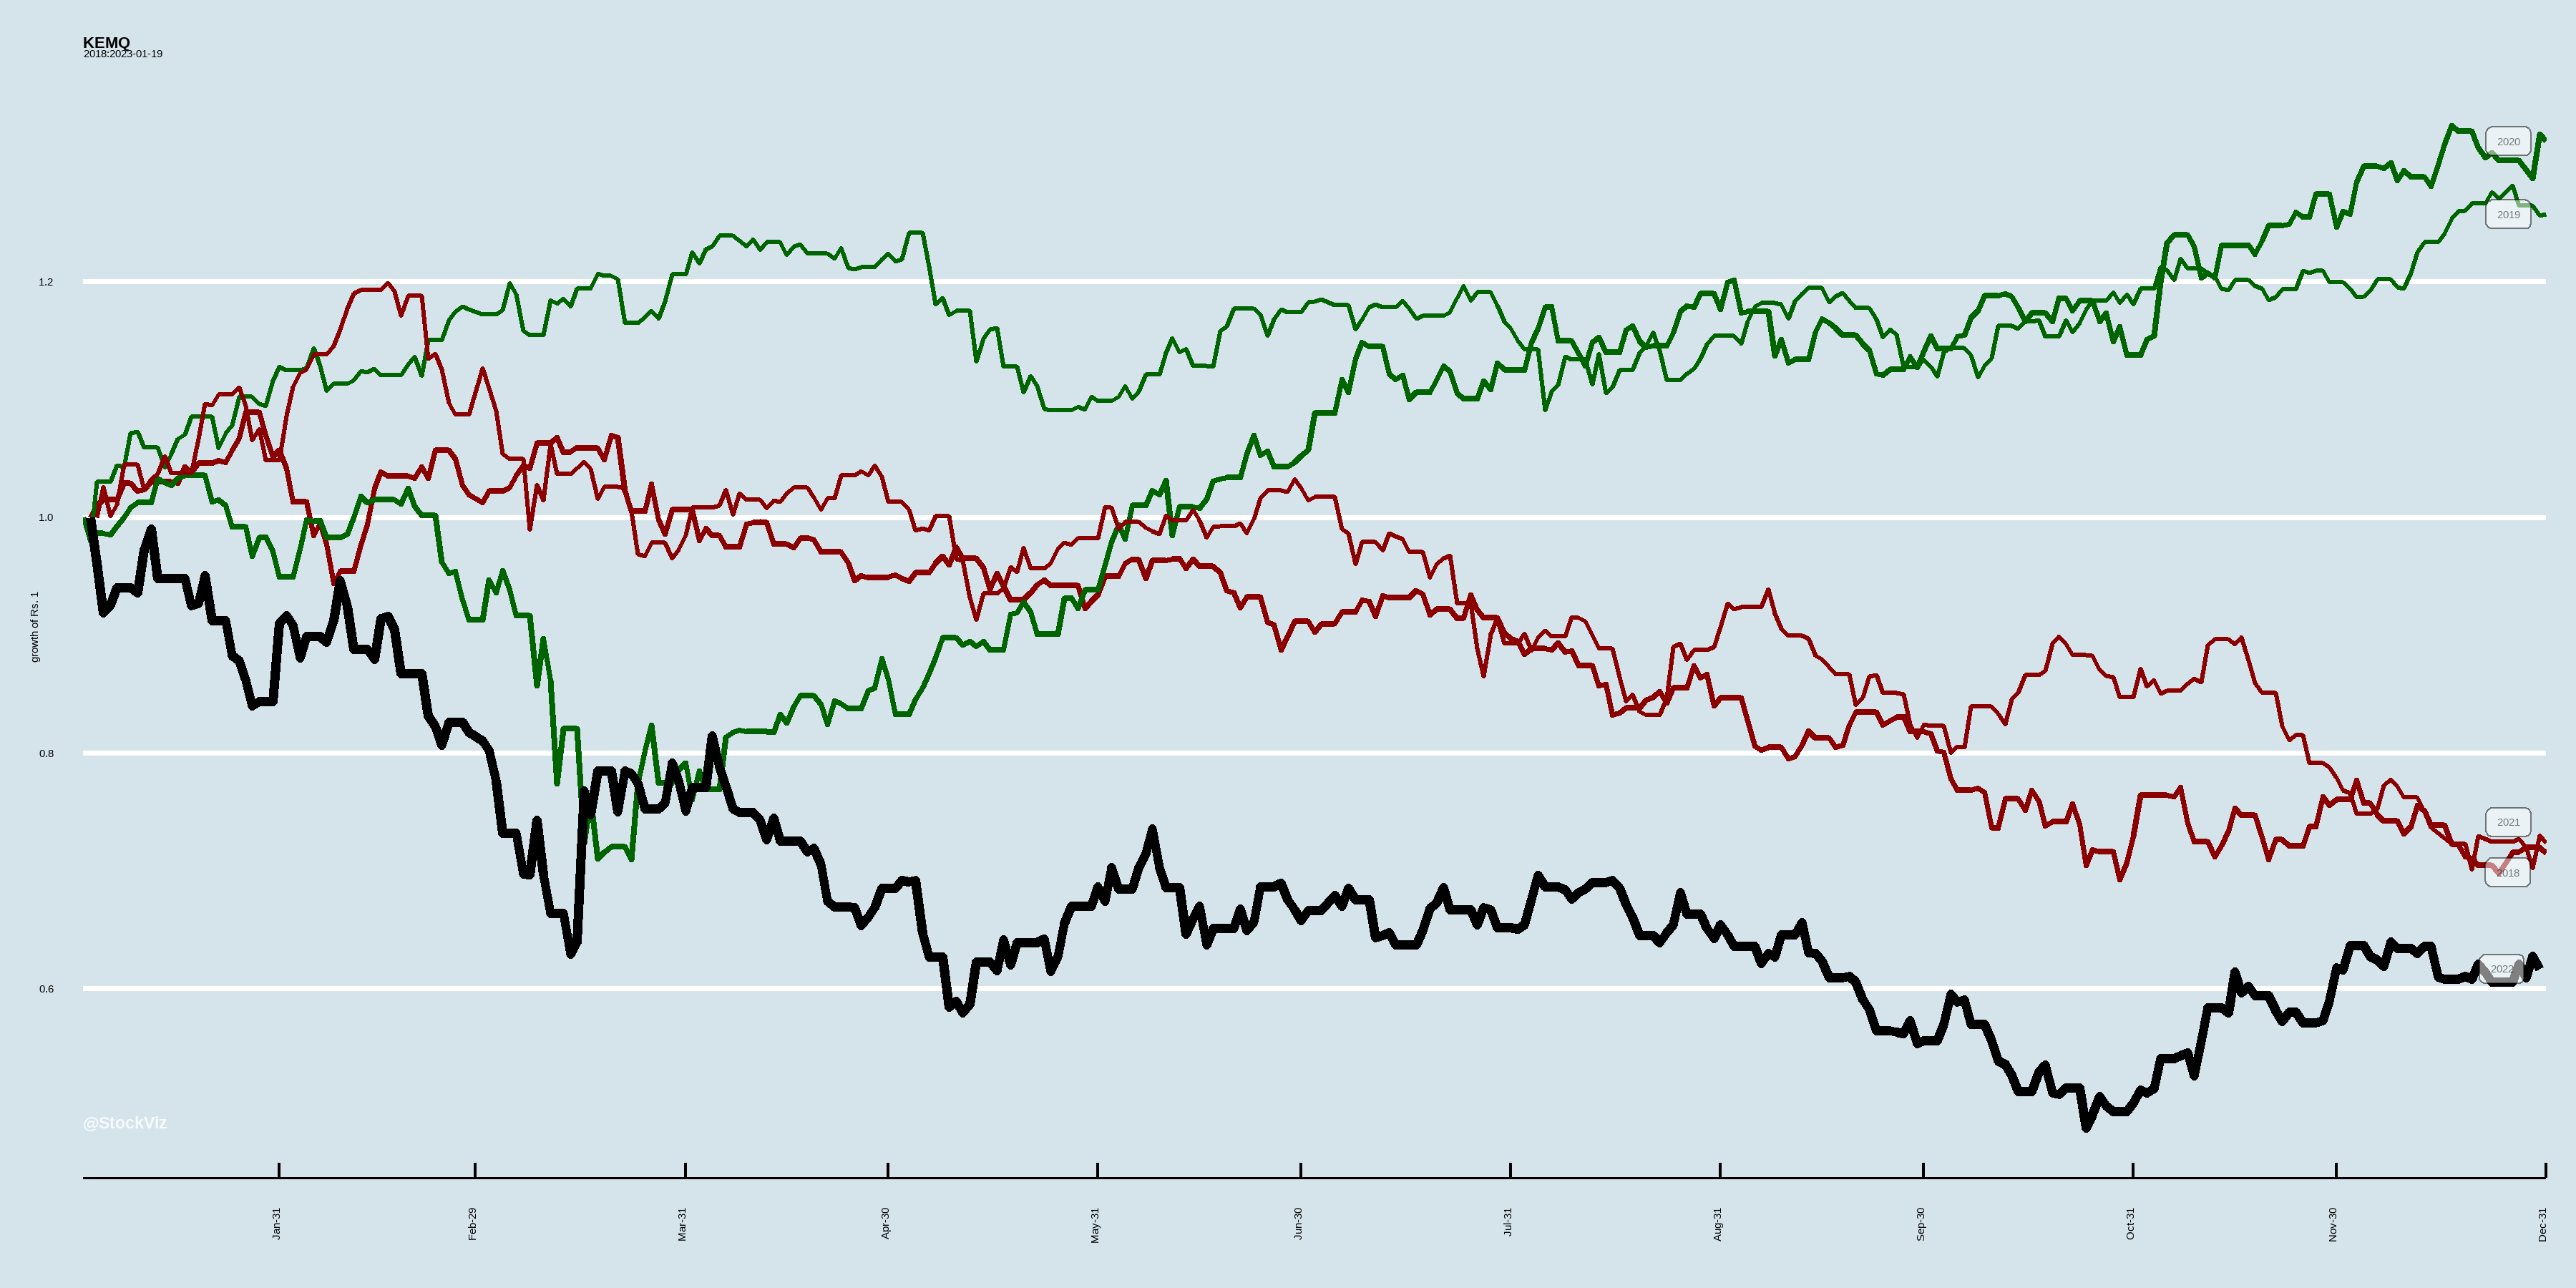 KEMQ
2018:2023-01-19
2020
2019
1.2
1.0
growth of Rs. 1
0.8
2021
2018
2022
0.6
@StockViz
Jan-31
Feb-29
Mar-31
Apr-30
May-31
Jun-30
Jul-31
Aug-31
Sep-30
Oct-31
Nov-30
Dec-31